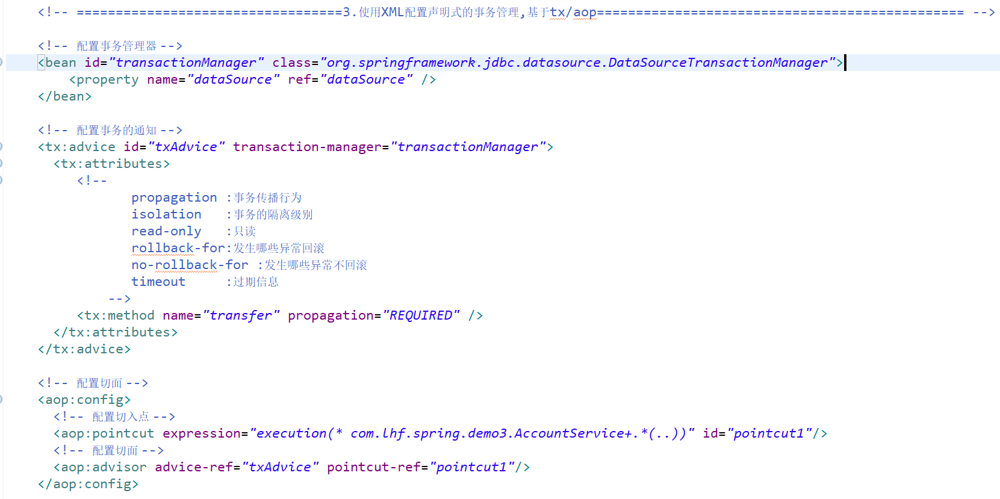 <!-- ==================================3.使用XML配置声明式的事务管理,基于tx/aop=============================================== -->
<!-- 配置事务管理器 -->
<bean id="transactionManager" class="org.springframework.jdbc.datasource.DataSourceTransactionManager">
<property name="dataSource" ref="dataSource" />
</bean>
<!-- 配置事务的通知 -->
<tx:advice id="txAdvice" transaction-manager="transactionManager">
<tx:attributes>
<!--
propagation :事务传播行为
isolation :事务的隔离级别
read-only :只读
rollback-for:发生哪些异常回滚
no-rollback-for :发生哪些异常不回滚
timeout :过期信息
-->
<tx:method name="transfer" propagation="REQUIRED" />
</tx:attributes>
</tx:advice>
<!-- 配置切面 -->
<aop:config>
<!-- 配置切入点 -->
<aop:pointcut expression="execution(* com.lhf.spring.demo3.AccountService+.*(..))" id="pointcut1"/>
<!-- 配置切面 -->
<aop:advisor advice-ref="txAdvice" pointcut-ref="pointcut1"/>
</aop:config>